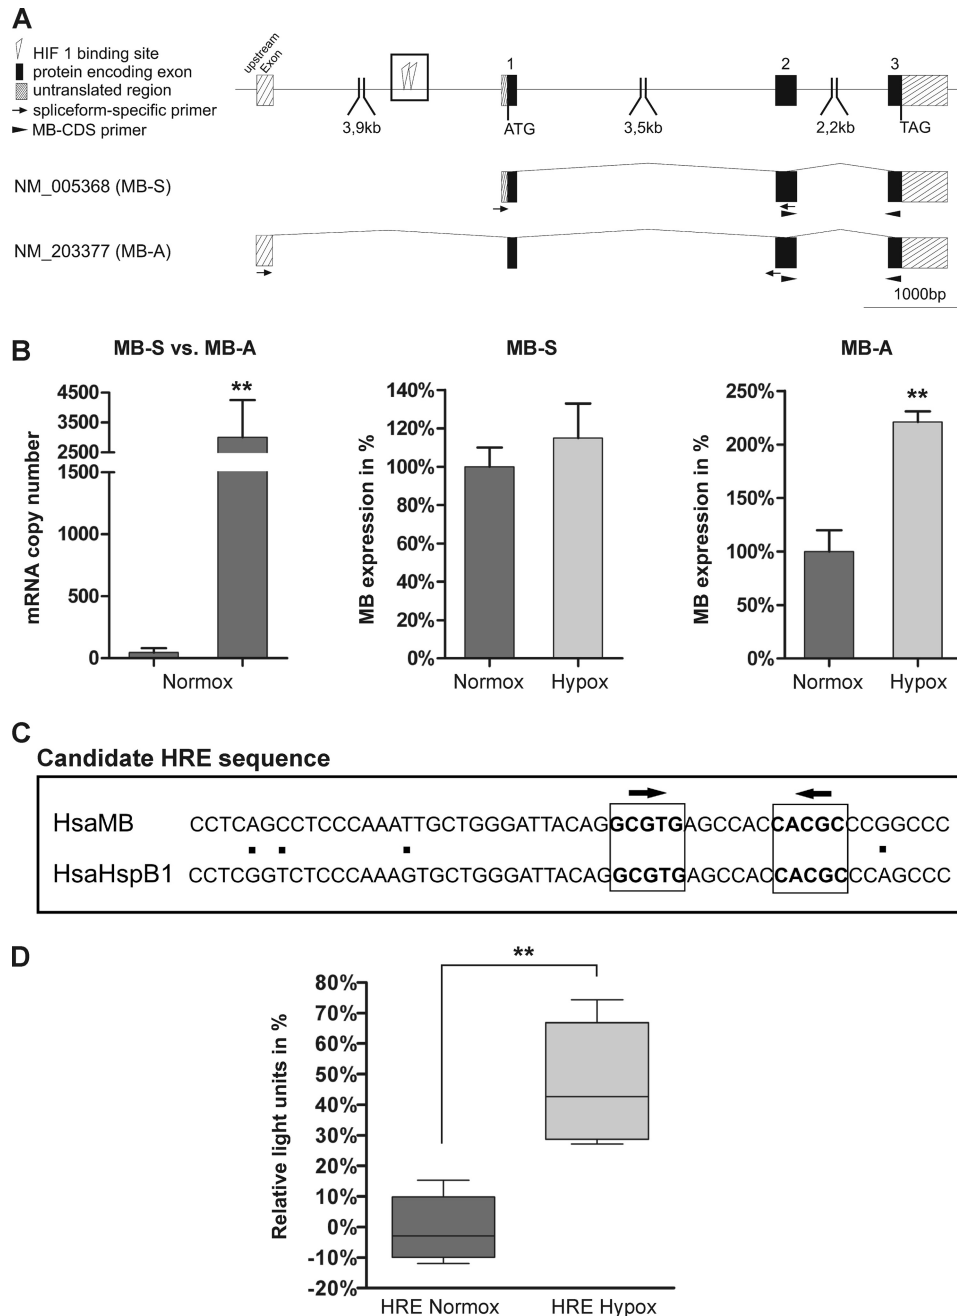 A
HIF 1 binding site
protein encoding exon
untranslated region
spliceform-specific primer
MB-CDS primer
upstream
Exon
1
2
3
3,9kb
ATG
3,5kb
2,2kb
TAG
NM_005368 (MB-S)
NM_203377 (MB-A)
1000bp
B
MB-S vs. MB-A
mRNA copy number
4500
3500
2500
1500
1000
500
0
**
Normox
MB-S
MB expression in %
140%
120%
100%
80%
60%
40%
20%
0%
Normox Hypox
MB-A
MB expression in %
250%
200%
150%
100%
50%
0%
**
Normox Hypox
C
Candidate HRE sequence
HsaMB CCTCAGCCTCCCAAATTGCTGGGATTACAGGCGTGAGCCACCACGCCCGGCCC
HsaHspB1 CCTCGGTCTCCCAAAGTGCTGGGATTACAGGCGTGAGCCACCACGCCCAGCCC
D
Relative light units in %
80%
70%
60%
50%
40%
30%
20%
10%
0%
-10%
-20%
**
HRE Normox HRE Hypox